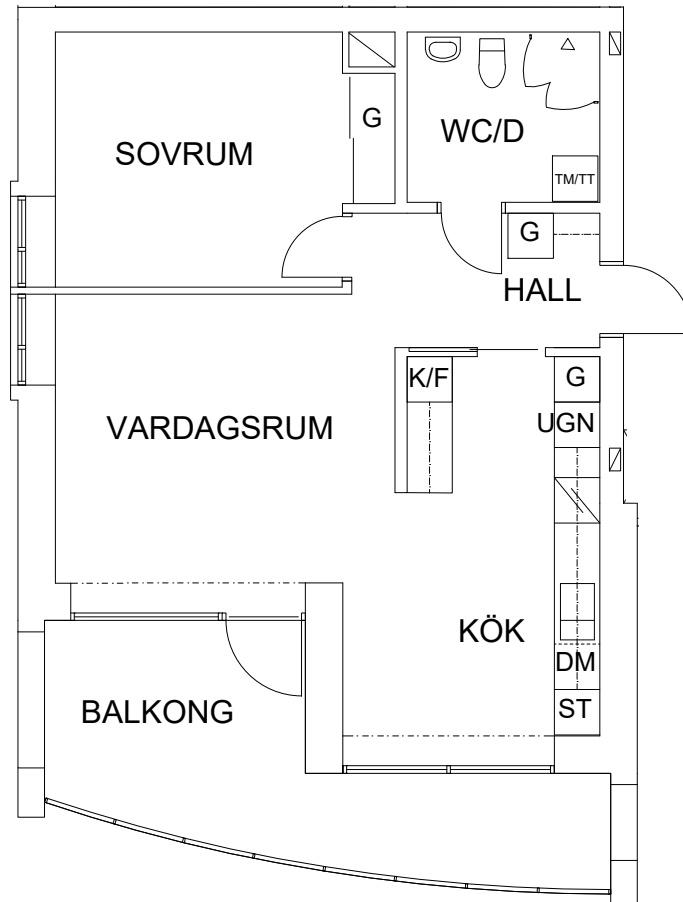 SOVRUM
G
WC/D
TM/TT
G
HALL
K/F
G
VARDAGSRUM
UGN
KÖK
DM
BALKONG
ST